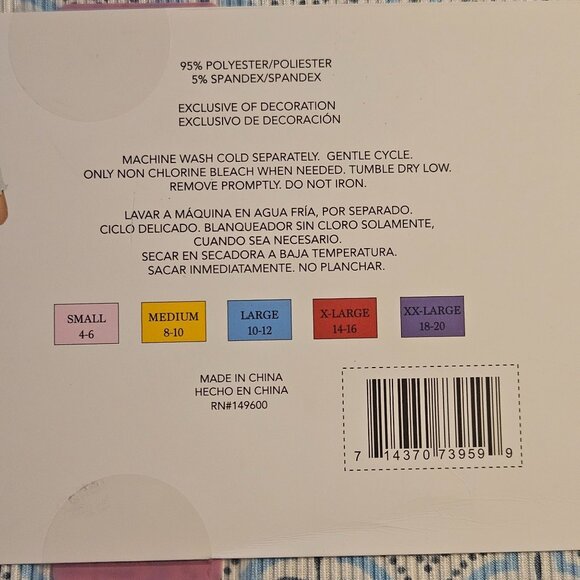 95% POLYESTER/POLIESTER
5% SPANDEX/SPANDEX
EXCLUSIVE OF DECORATION
EXCLUSIVO DE DECORACIÓN
MACHINE WASH COLD SEPARATELY. GENTLE CYCLE.
ONLY NON CHLORINE BLEACH WHEN NEEDED. TUMBLE DRY LOW.
REMOVE PROMPTLY. DO NOT IRON.
LAVAR A MÁQUINA EN AGUA FRÍA, POR SEPARADO.
CICLO DELICADO. BLANQUEADOR SIN CLORO SOLAMENTE,
CUANDO SEA NECESARIO.
SECAR EN SECADORA A BAJA TEMPERATURA.
SACAR INMEDIATAMENTE. NO PLANCHAR.
SMALL
4-6
MEDIUM
8-10
LARGE
10-12
X-LARGE
14-16
XX-LARGE
18-20
MADE IN CHINA
HECHO EN CHINA
RN#149600
7 14370 73959 9